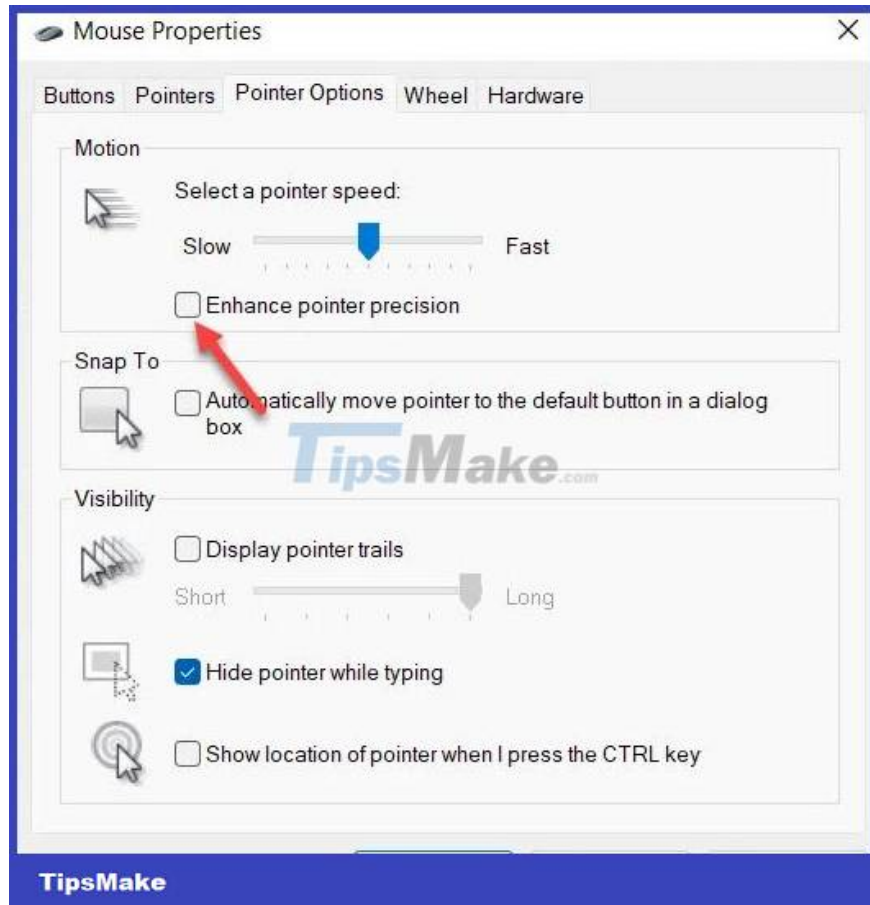 Mouse Properties
Buttons Pointers Pointer Options Wheel Hardware
Motion
Select a pointer speed:
Slow Fast
Enhance pointer precision
Snap To
Automatically move pointer to the default button in a dialog
box
TipsMake.com
Visibility
Display pointer trails
Short Long
Hide pointer while typing
Show location of pointer when I press the CTRL key
TipsMake